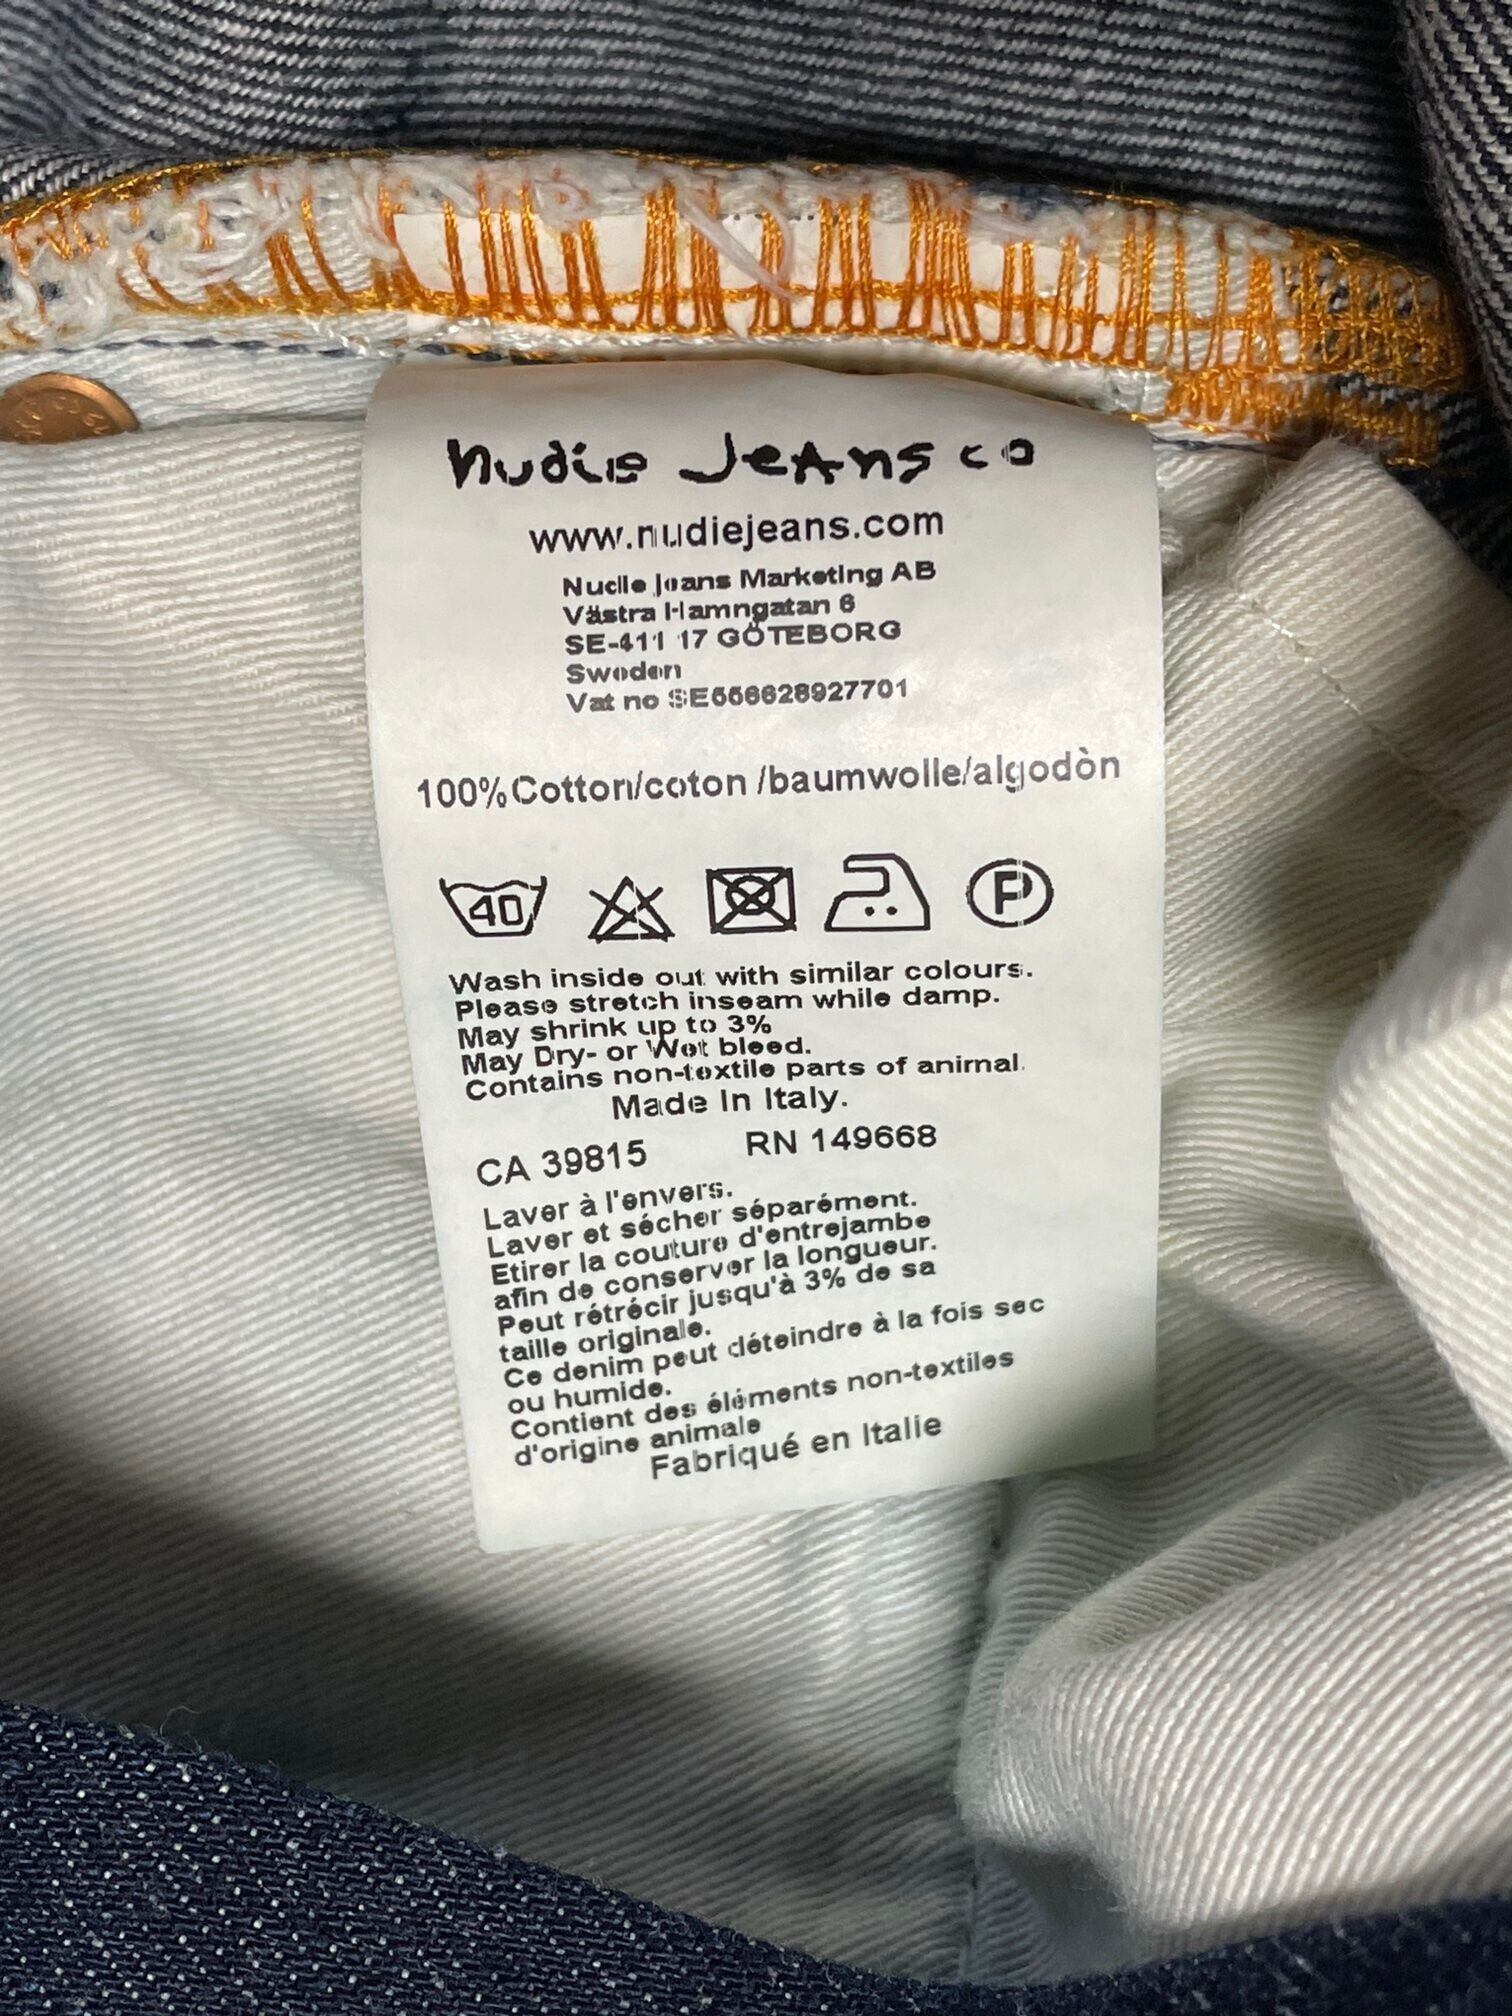 nudie Jeans co
www.nudiejeans.com
Nudie Jeans Marketing AB
Västra Hamngatan 6
SE-411 17 GÖTEBORG
Sweden
Vat no SE556628927701
100%Cotton/coton /baumwolle/algodòn
40 P
Wash inside out with similar colours.
Please stretch inseam while damp.
May shrink up to 3%
May Dry- or Wet bleed.
Contains non-textile parts of animal.
Made In Italy.
CA 39815 RN 149668
Laver à l'envers.
Laver et sécher séparément.
Etirer la couture d'entrejambe
afin de conserver la longueur.
Peut rétrécir jusqu'à 3% de sa
taille originale.
Ce denim peut déteindre à la fois sec
ou humide.
Contient des éléments non-textiles
d'origine animale
Fabriqué en Italie